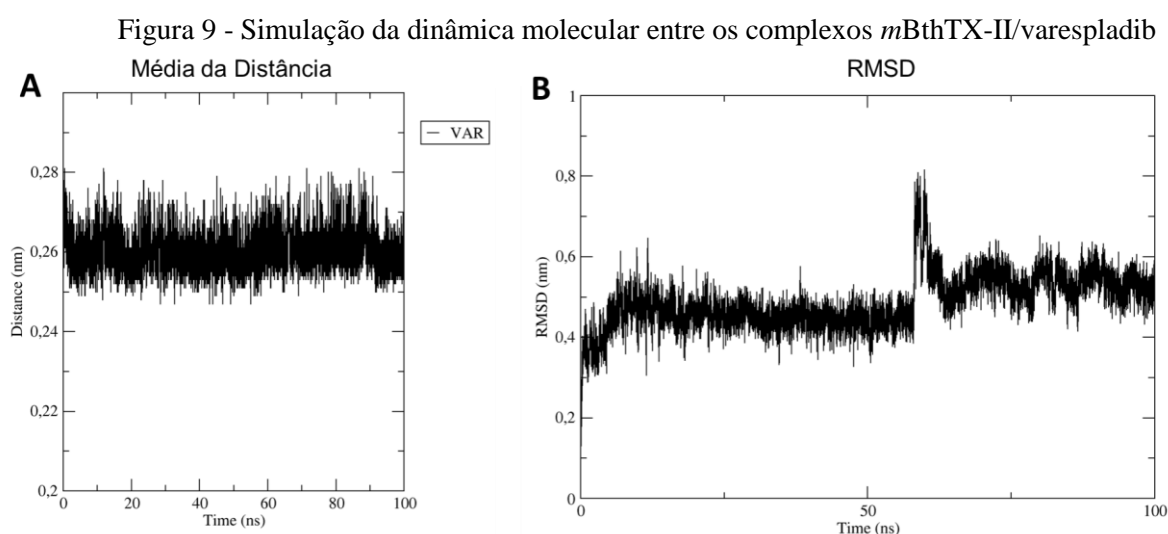 Figura 9 - Simulação da dinâmica molecular entre os complexos mBthTX-II/varespladib
A
Média da Distância
VAR
Distance (nm)
0,28
0,26
0,24
0,22
0,2
0
20
40
60
80
100
Time (ns)
B
RMSD
RMSD (nm)
1
0,8
0,6
0,4
0,2
0
0
50
100
Time (ns)